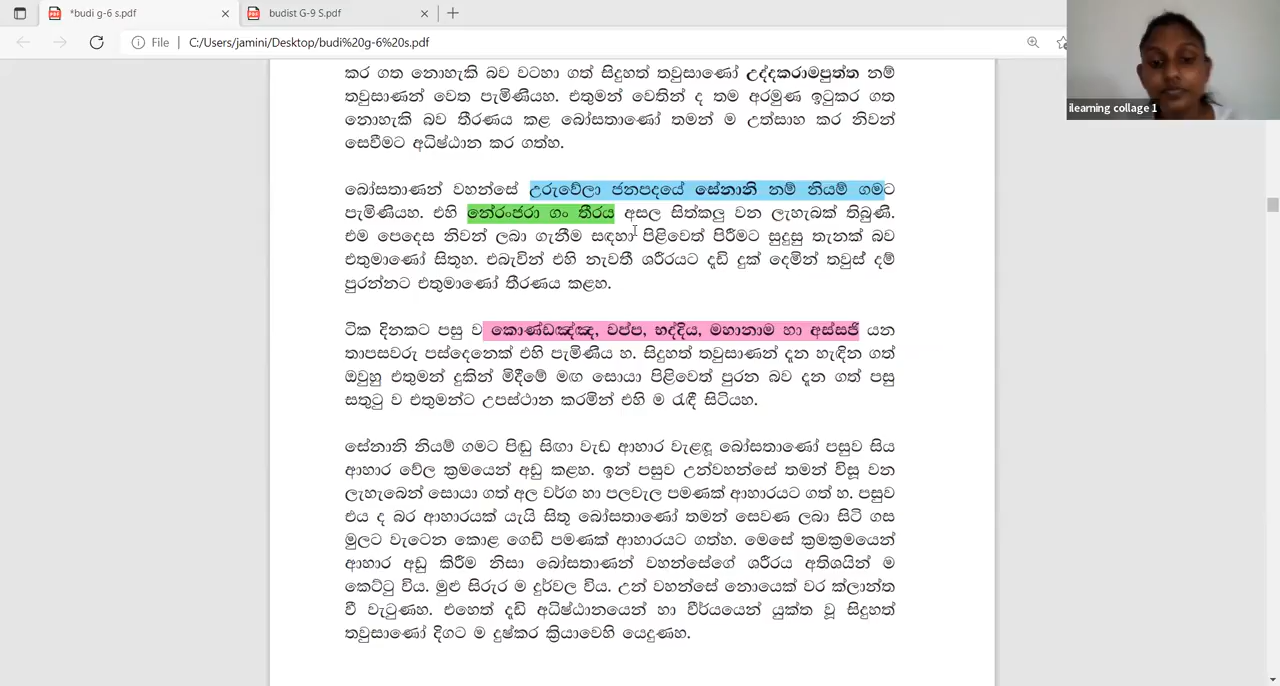 *budi g-6 s.pdf
budist G-9 S.pdf
File
C:/Users/jamini/Desktop/budi%20g-6%20s.pdf
ilearning collage 1
කර ගත නොහැකි බව වටහා ගත් සිදුහත් තවුසාණෝ උද්දකරාමපුත්ත නම්
තවුසාණන් වෙත පැමිණියහ. එතුමන් වෙතින් ද තම අරමුණ ඉටුකර ගත
නොහැකි බව තීරණය කළ බෝසතාණෝ තමන් ම උත්සාහ කර නිවන්
සෙවීමට අධිෂ්ඨාන කර ගත්හ.
බෝසතාණන් වහන්සේ උරුවේලා ජනපදයේ සේනානි නම් නියම් ගමට
පැමිණියහ. එහි නේරංජරා ගං තීරය අසල සිත්කලු වන ලැහැබක් තිබුණි.
එම පෙදෙස නිවන් ලබා ගැනීම සඳහා පිළිවෙත් පිරීමට සුදුසු තැනක් බව
එතුමාණෝ සිතූහ. එබැවින් එහි නැවතී ශරීරයට දැඩි දුක් දෙමින් තවුස් දම්
පුරන්නට එතුමාණෝ තීරණය කළහ.
ටික දිනකට පසු ව කොණ්ඩඤ්ඤ, වප්ප, භද්දිය, මහානාම හා අස්සජි යන
තාපසවරු පස්දෙනෙක් එහි පැමිණිය හ. සිදුහත් තවුසාණන් දැන හැඳින ගත්
ඔවුහු එතුමන් දුකින් මිදීමේ මඟ සොයා පිළිවෙත් පුරන බව දැන ගත් පසු
සතුටු ව එතුමන්ට උපස්ථාන කරමින් එහි ම රැඳී සිටියහ.
සේනානි නියම් ගමට පිඬු සිඟා වැඩ ආහාර වැළඳූ බෝසතාණෝ පසුව සිය
ආහාර වේල ක්‍රමයෙන් අඩු කළහ. ඉන් පසුව උන්වහන්සේ තමන් විසූ වන
ලැහැබෙන් සොයා ගත් අල වර්ග හා පලවැල පමණක් ආහාරයට ගත් හ. පසුව
එය ද බර ආහාරයක් යැයි සිතූ බෝසතාණෝ තමන් සෙවණ ලබා සිටි ගස
මුලට වැටෙන කොළ ගෙඩි පමණක් ආහාරයට ගත්හ. මෙසේ ක්‍රමක්‍රමයෙන්
ආහාර අඩු කිරීම නිසා බෝසතාණන් වහන්සේගේ ශරීරය අතිශයින් ම
කෙට්ටු විය. මුළු සිරුර ම දුර්වල විය. උන් වහන්සේ නොයෙක් වර ක්ලාන්ත
වී වැටුණහ. එහෙත් දැඩි අධිෂ්ඨානයෙන් හා වීර්යයෙන් යුක්ත වූ සිදුහත්
තවුසාණෝ දිගට ම දුෂ්කර ක්‍රියාවෙහි යෙදුණහ.